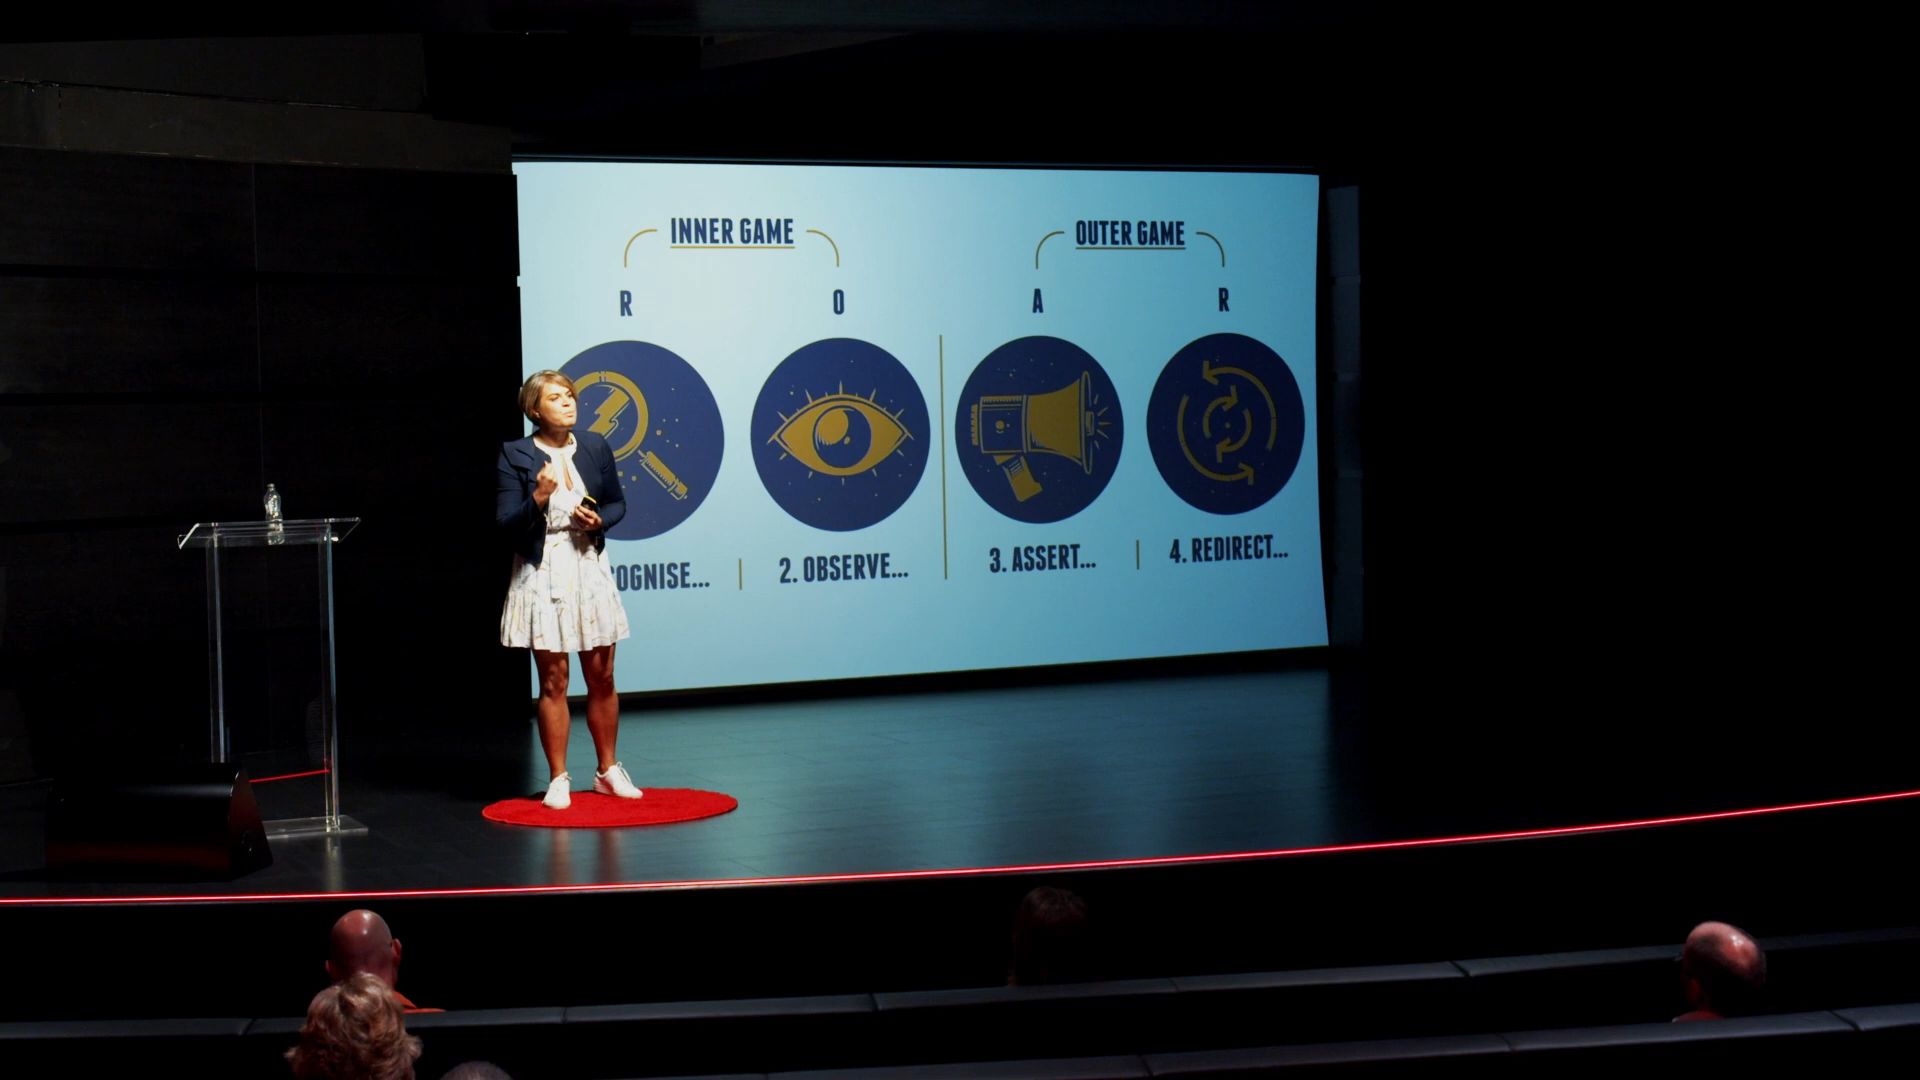 INNER GAME
OUTER GAME
R O A R
OGNISE... | 2. OBSERVE... | 3. ASSERT... | 4. REDIRECT...